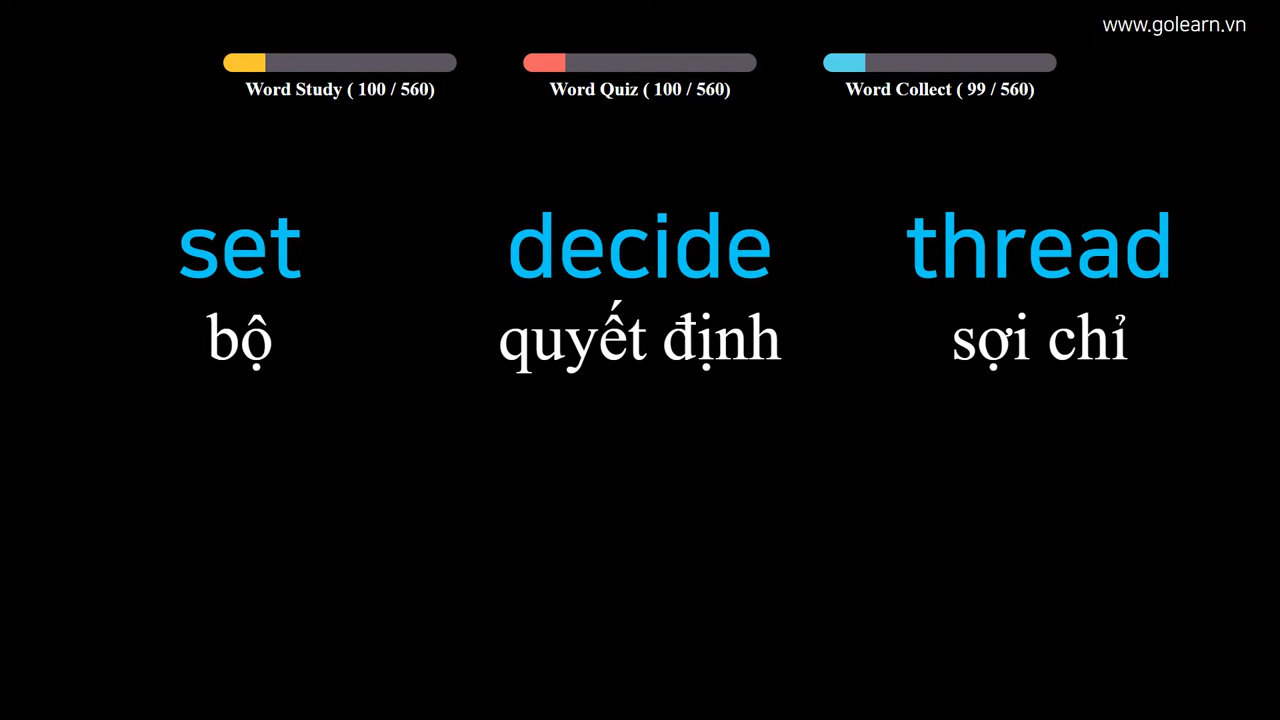 www.golearn.vn
Word Study ( 100 / 560)
Word Quiz ( 100 / 560)
Word Collect ( 99 / 560)
set
bộ
decide
quyết định
thread
sợi chỉ